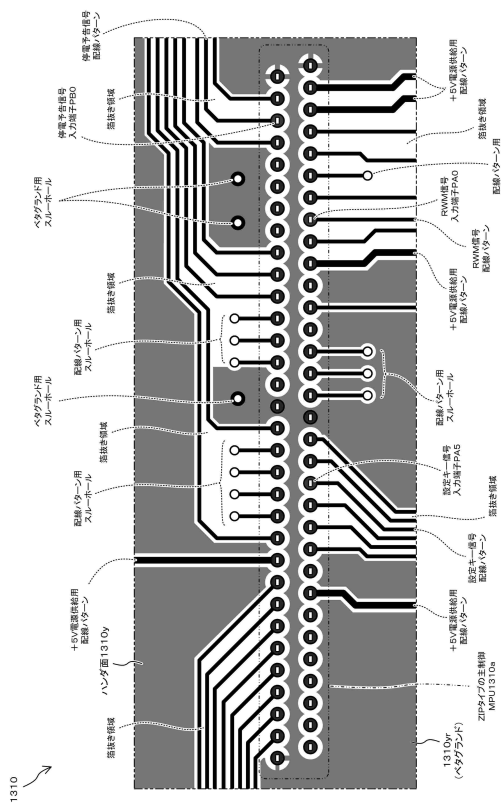 1310
ハンダ面1310y
+5V電源供給用
配線パターン
箔抜き領域
配線パターン用
スルーホール
箔抜き領域
ベタグランド用
スルーホール
配線パターン用
スルーホール
箔抜き領域
ベタグランド用
スルーホール
停電予告信号
入力端子PB0
箔抜き領域
停電予告信号
配線パターン
1310yr
(ベタグランド)
ZIPタイプの主制御
MPU1310a
+5V電源供給用
配線パターン
設定キー信号
配線パターン
箔抜き領域
設定キー信号
入力端子PA5
配線パターン用
スルーホール
+5V電源供給用
配線パターン
RWM信号
配線パターン
RWM信号
入力端子PA0
配線パターン用
スルーホール
箔抜き領域
+5V電源供給用
配線パターン